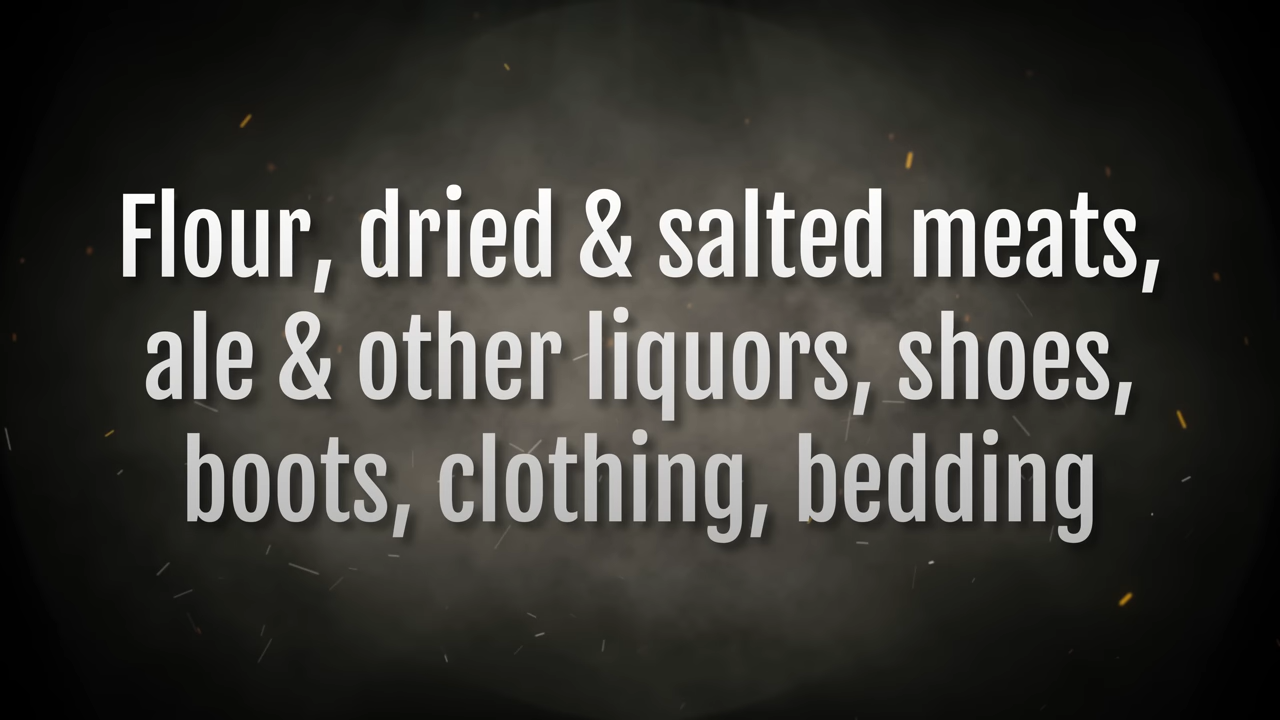 Flour, dried & salted meats,
ale & other liquors, shoes,
boots, clothing, bedding